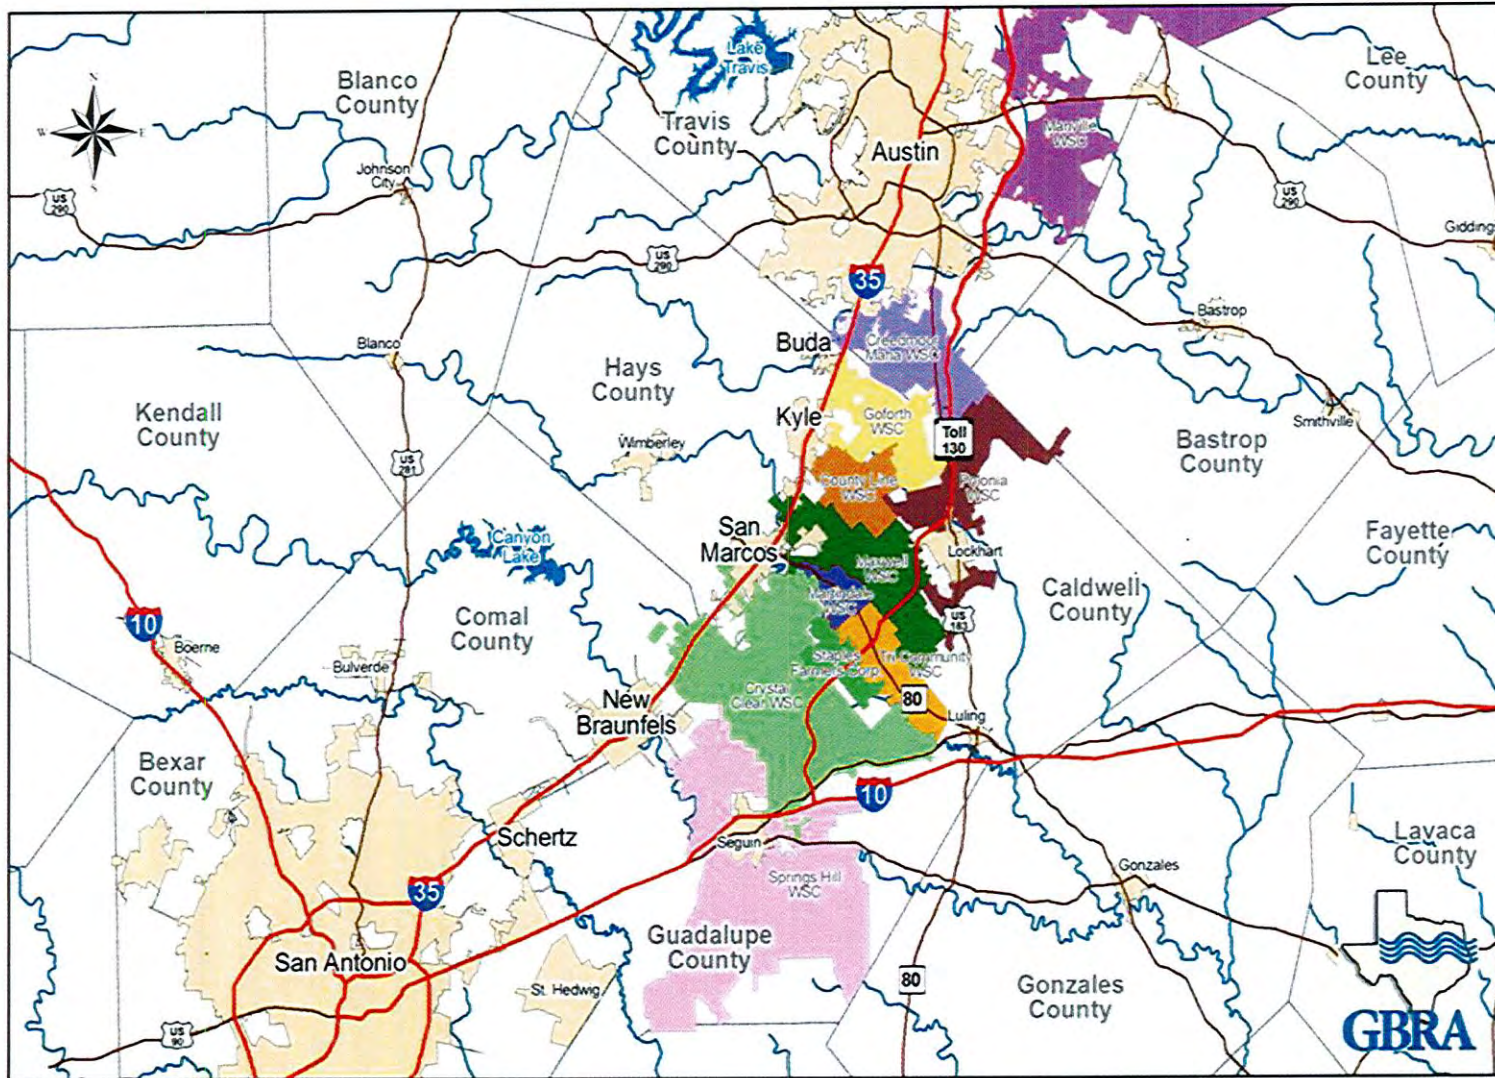 N
W
E
S
Blanco
County
Lake
Travis
Lee
County
Travis
County
Manville
WSC
Austin
Johnson
City
US
290
US
290
Giddings
US
290
35
Bastrop
Buda
Creedmoor
Maha WSC
Blanco
Hays
County
Kendall
County
Kyle
Goforth
WSC
Toll
130
Smithville
Wimberley
Bastrop
County
US
281
County Line
WSC
Polonia
WSC
San
Marcos
Canyon
Lake
Fayette
County
Lockhart
Maxwell
WSC
Caldwell
County
Martindale
WSC
Comal
County
10
US
183
Boerne
Bulverde
Staples
Farmers Corp
Tri Community
WSC
Crystal
Clear WSC
80
New
Braunfels
Luling
Bexar
County
10
Schertz
Lavaca
County
Seguin
Gonzales
Springs Hill
WSC
35
Guadalupe
County
San Antonio
80
St. Hedwig
Gonzales
County
US
90
GBRA